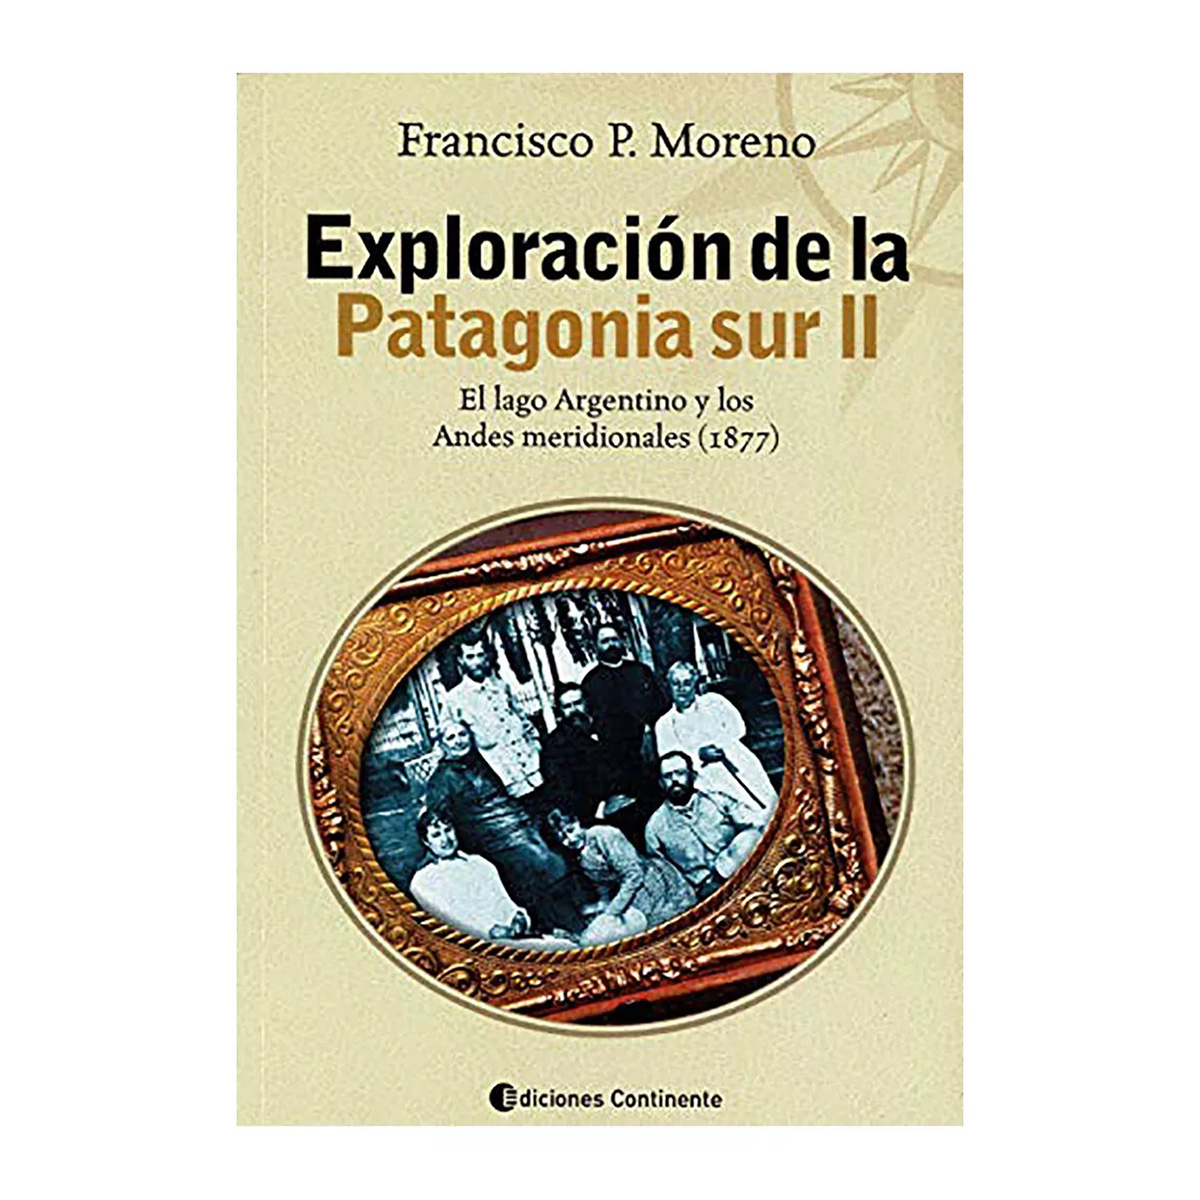 Francisco P. Moreno
Exploración de la
Patagonia sur II
El lago Argentino y los
Andes meridionales (1877)
Ediciones Continente